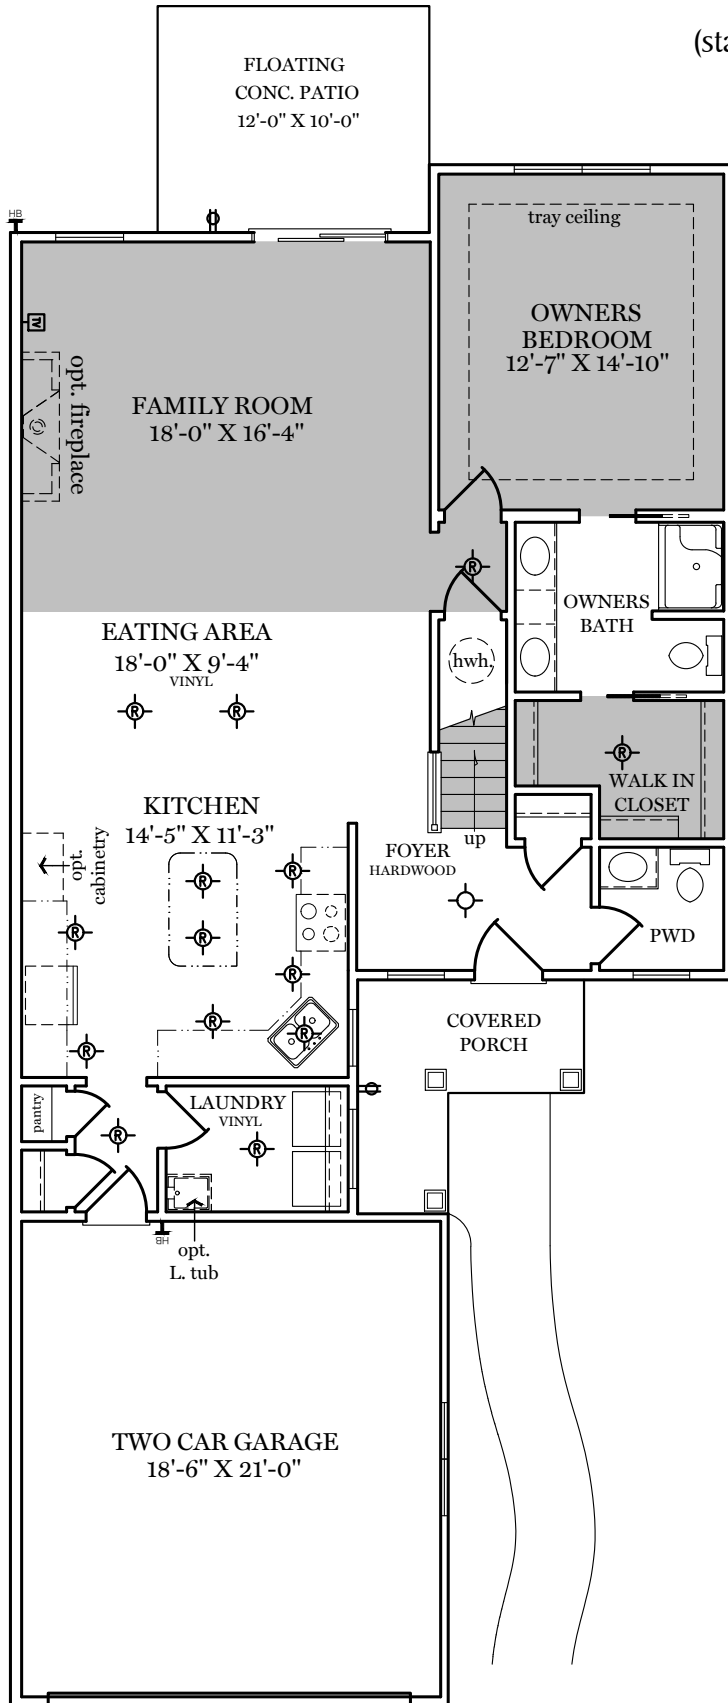 (sta
FLOATING
CONC. PATIO
12'-0" X 10'-0"
HB
tray ceiling
OWNERS
BEDROOM
12'-7" X 14'-10"
TV
opt. fireplace
FAMILY ROOM
18'-0" X 16'-4"
R
OWNERS
BATH
EATING AREA
18'-0" X 9'-4"
VINYL
hwh.
R
R
R
WALK IN
CLOSET
KITCHEN
14'-5" X 11'-3"
up
opt.
cabinetry
FOYER
HARDWOOD
R
R
R
R
PWD
R
R
R
R
COVERED
PORCH
R
pantry
LAUNDRY
VINYL
R
R
HB
opt.
L. tub
TWO CAR GARAGE
18'-6" X 21'-0"